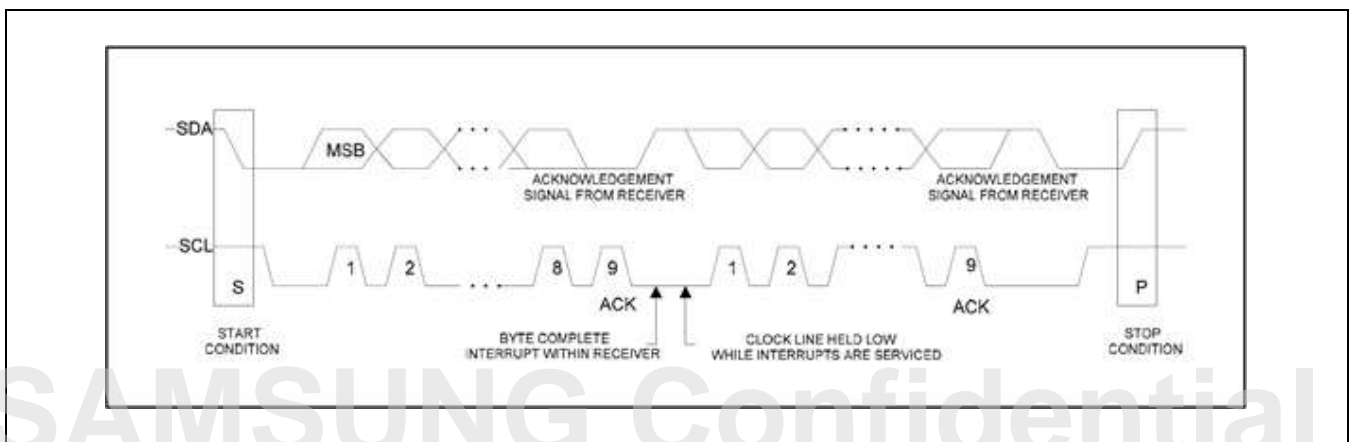 SDA
MSB
ACKNOWLEDGEMENT
SIGNAL FROM RECEIVER
ACKNOWLEDGEMENT
SIGNAL FROM RECEIVER
SCL
S
1
2
8
9
ACK
1
2
9
ACK
P
START
CONDITION
BYTE COMPLETE
INTERRUPT WITHIN RECEIVER
CLOCK LINE HELD LOW
WHILE INTERRUPTS ARE SERVICED
STOP
CONDITION
SAMSUNG Confidential